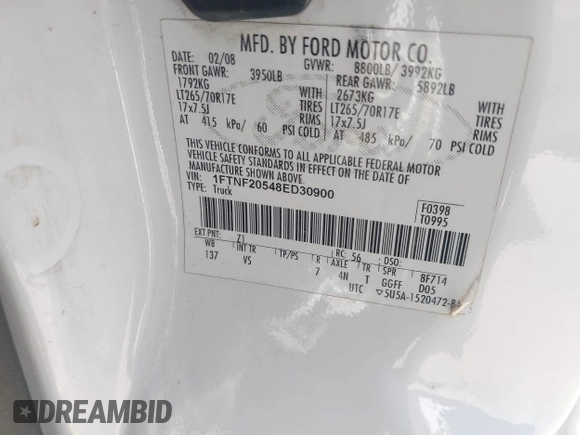 MFD. BY FORD MOTOR CO.
DATE: 02/08 GVWR: 8800LB/ 3992KG
FRONT GAWR: 3950LB REAR GAWR: 5892LB
1792KG WITH 2673KG WITH
LT265/70R17E TIRES LT265/70R17E TIRES
17x7.5J RIMS 17x7.5J RIMS
AT 415 kPa/ 60 PSI COLD AT 485 kPa/ 70 PSI COLD
THIS VEHICLE CONFORMS TO ALL APPLICABLE FEDERAL MOTOR
VEHICLE SAFETY STANDARDS IN EFFECT ON THE DATE OF
MANUFACTURE SHOWN ABOVE.
VIN: 1FTNF20548ED30900
TYPE: Truck
F0398
T0995
EXT PNT: Z1 RC: 56 DSO:
WB INT TR TP/PS R AXLE TR SPR 8F714
137 VS 7 4N T GGFF D05
UTC ▽5U5A-1520472-BA
DREAMBID